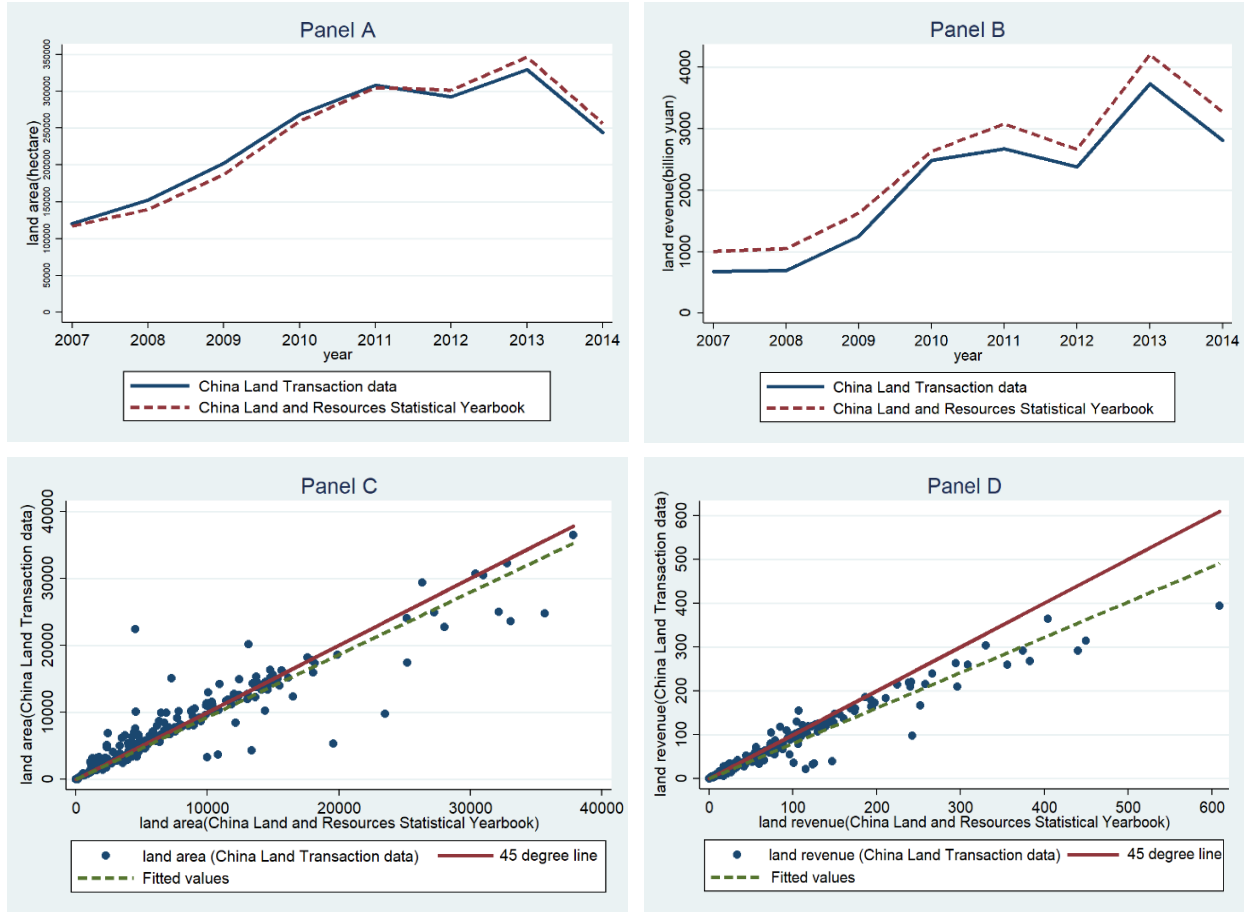 Panel A
land area(hectare)
350000
300000
250000
200000
150000
100000
50000
0
2007 2008 2009 2010 2011 2012 2013 2014
year
China Land Transaction data
China Land and Resources Statistical Yearbook
Panel B
land revenue(billion yuan)
4000
3000
2000
1000
0
2007 2008 2009 2010 2011 2012 2013 2014
year
China Land Transaction data
China Land and Resources Statistical Yearbook
Panel C
land area(China Land Transaction data)
40000
30000
20000
10000
0
0 10000 20000 30000 40000
land area(China Land and Resources Statistical Yearbook)
land area (China Land Transaction data) 45 degree line
Fitted values
Panel D
land revenue(China Land Transaction data)
600
500
400
300
200
100
0
0 100 200 300 400 500 600
land revenue(China Land and Resources Statistical Yearbook)
land revenue (China Land Transaction data) 45 degree line
Fitted values